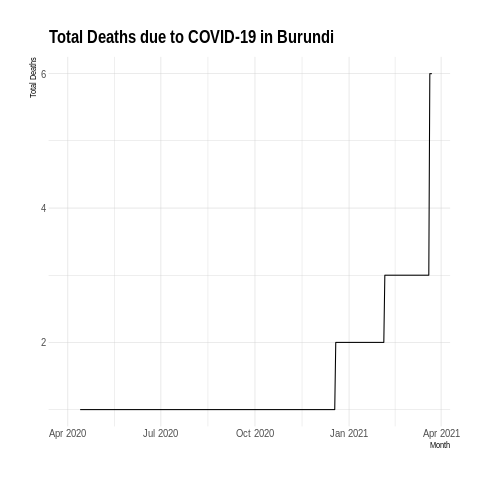 Total Deaths due to COVID-19 in Burundi
Total Deaths
6
4
2
Apr 2020 Jul 2020 Oct 2020 Jan 2021 Apr 2021
Month